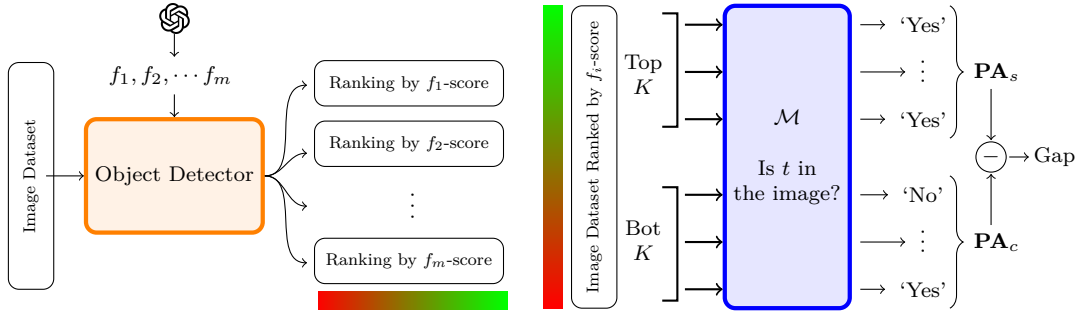 f₁, f₂, ⋯ fₘ
Image Dataset
Object Detector
Ranking by f₁-score
Ranking by f₂-score
⋮
Ranking by fₘ-score
Image Dataset Ranked by fᵢ-score
Top
K
Bot
K
ℳ
Is t in
the image?
‘Yes’
⋮
‘Yes’
‘No’
⋮
‘Yes’
PAₛ
−
Gap
PA_c